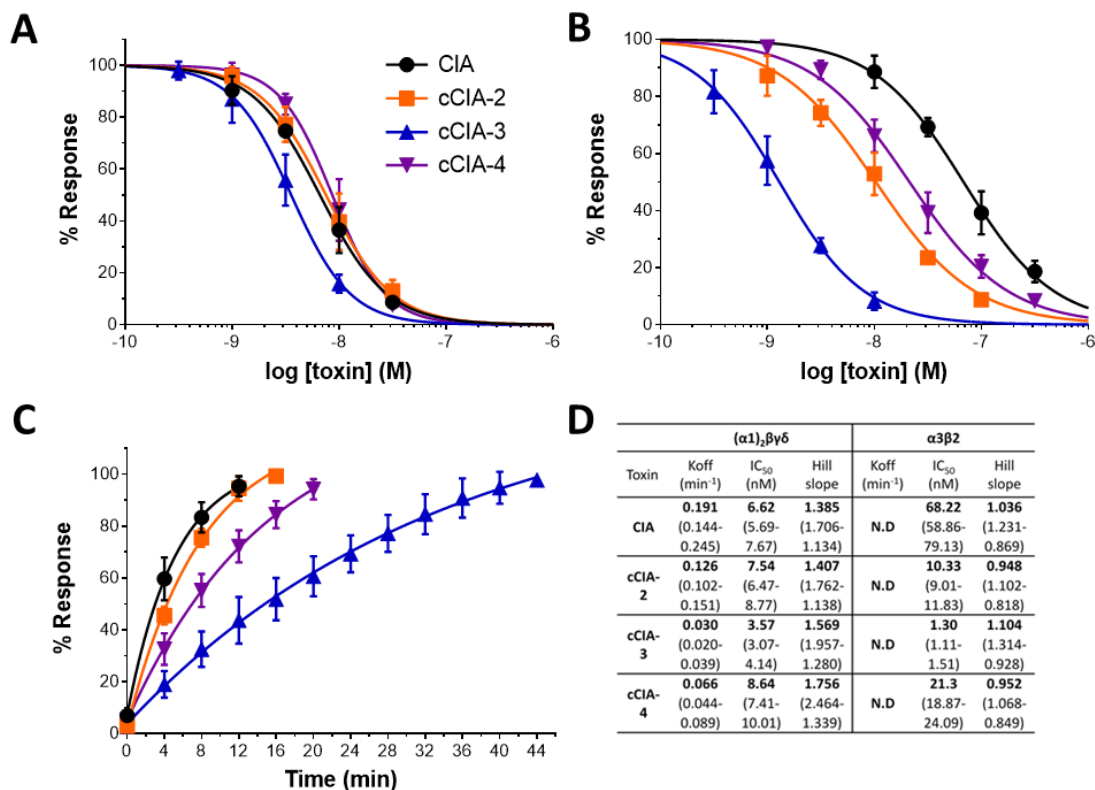 A
100
80
60
40
20
0
% Response
-10
-9
-8
-7
-6
log [toxin] (M)
CIA
cCIA-2
cCIA-3
cCIA-4
B
100
80
60
40
20
0
% Response
-10
-9
-8
-7
-6
log [toxin] (M)
C
100
80
60
40
20
0
% Response
0 4 8 12 16 20 24 28 32 36 40 44
Time (min)
D
(α1)₂βγδ α3β2
Toxin Koff IC₅₀ Hill Koff IC₅₀ Hill
(min⁻¹) (nM) slope (min⁻¹) (nM) slope
0.191 6.62 1.385 68.22 1.036
CIA (0.144- (5.69- (1.706- N.D (58.86- (1.231-
0.245) 7.67) 1.134) 79.13) 0.869)
0.126 7.54 1.407 10.33 0.948
cCIA-2 (0.102- (6.47- (1.762- N.D (9.01- (1.102-
0.151) 8.77) 1.138) 11.83) 0.818)
0.030 3.57 1.569 1.30 1.104
cCIA-3 (0.020- (3.07- (1.957- N.D (1.11- (1.314-
0.039) 4.14) 1.280) 1.51) 0.928)
0.066 8.64 1.756 21.3 0.952
cCIA-4 (0.044- (7.41- (2.464- N.D (18.87- (1.068-
0.089) 10.01) 1.339) 24.09) 0.849)